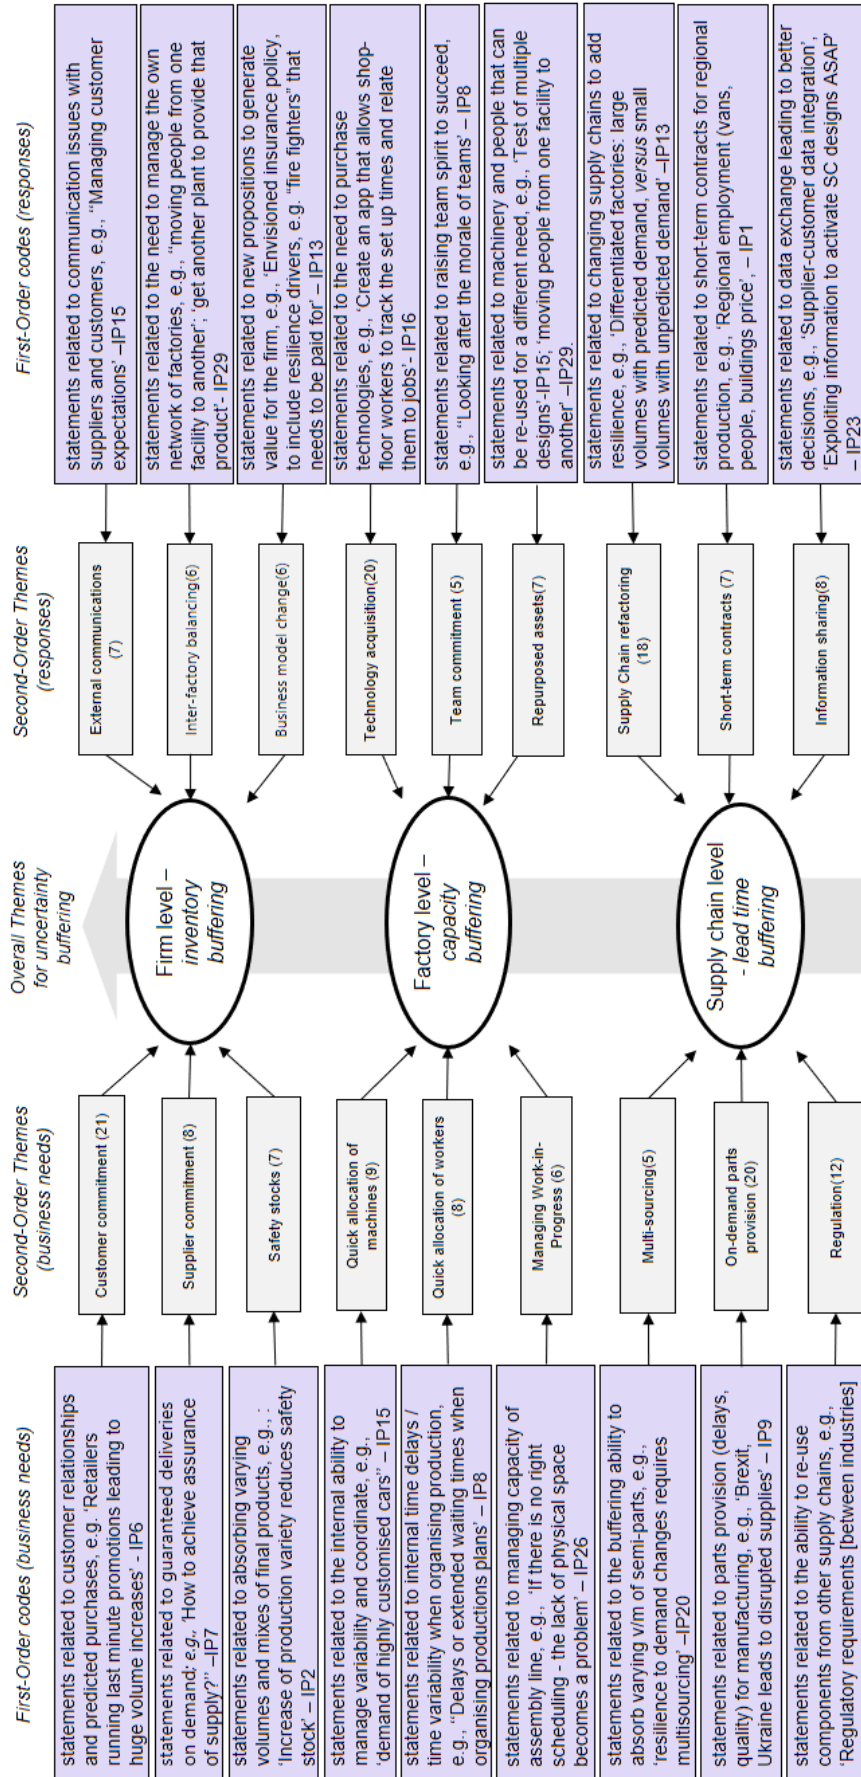 First-Order codes (business needs)
statements related to customer relationships
and predicted purchases, e.g. ‘Retailers
running last minute promotions leading to
huge volume increases’ - IP6
statements related to guaranteed deliveries
on demand; e.g., ‘How to achieve assurance
of supply?” –IP7
statements related to absorbing varying
volumes and mixes of final products, e.g., :
‘Increase of production variety reduces safety
stock’ – IP2
statements related to the internal ability to
manage variability and coordinate, e.g.,
‘demand of highly customised cars” – IP15
statements related to internal time delays /
time variability when organising production,
e.g., “Delays or extended waiting times when
organising productions plans’ – IP8
statements related to managing capacity of
assembly line, e.g., ‘If there is no right
scheduling - the lack of physical space
becomes a problem’ – IP26
statements related to the buffering ability to
absorb varying v/m of semi-parts, e.g.,
‘resilience to demand changes requires
multisourcing’ –IP20
statements related to parts provision (delays,
quality) for manufacturing, e.g., ‘Brexit,
Ukraine leads to disrupted supplies’ – IP9
statements related to the ability to re-use
components from other supply chains, e.g.,
‘Regulatory requirements [between industries]
Second-Order Themes
(business needs)
Customer commitment (21)
Supplier commitment (8)
Safety stocks (7)
Quick allocation of
machines (9)
Quick allocation of workers
(8)
Managing Work-in-
Progress (6)
Multi-sourcing(5)
On-demand parts
provision (20)
Regulation(12)
Overall Themes
for uncertainty
buffering
Firm level –
inventory
buffering
Factory level –
capacity
buffering
Supply chain level
- lead time
buffering
Second-Order Themes
(responses)
External communications
(7)
Inter-factory balancing(6)
Business model change(6)
Technology acquisition(20)
Team commitment (5)
Repurposed assets(7)
Supply Chain refactoring
(18)
Short-term contracts (7)
Information sharing(8)
First-Order codes (responses)
statements related to communication issues with
suppliers and customers, e.g., “Managing customer
expectations’ –IP15
statements related to the need to manage the own
network of factories, e.g., “‘moving people from one
facility to another’; ‘get another plant to provide that
product’- IP29
statements related to new propositions to generate
value for the firm, e.g., ‘Envisioned insurance policy,
to include resilience drivers, e.g. “fire fighters” that
needs to be paid for’ – IP13
statements related to the need to purchase
technologies, e.g., ‘Create an app that allows shop-
floor workers to track the set up times and relate
them to jobs’- IP16
statements related to raising team spirit to succeed,
e.g., “Looking after the morale of teams’ – IP8
statements related to machinery and people that can
be re-used for a different need, e.g., ‘Test of multiple
designs’-IP15; ‘moving people from one facility to
another’ –IP29.
statements related to changing supply chains to add
resilience, e.g., ‘Differentiated factories: large
volumes with predicted demand, versus small
volumes with unpredicted demand’ –IP13
statements related to short-term contracts for regional
production, e.g., ‘Regional employment (vans,
people, buildings price’, – IP1
statements related to data exchange leading to better
decisions, e.g., ‘Supplier-customer data integration’,
‘Exploiting information to activate SC designs ASAP’
– IP23